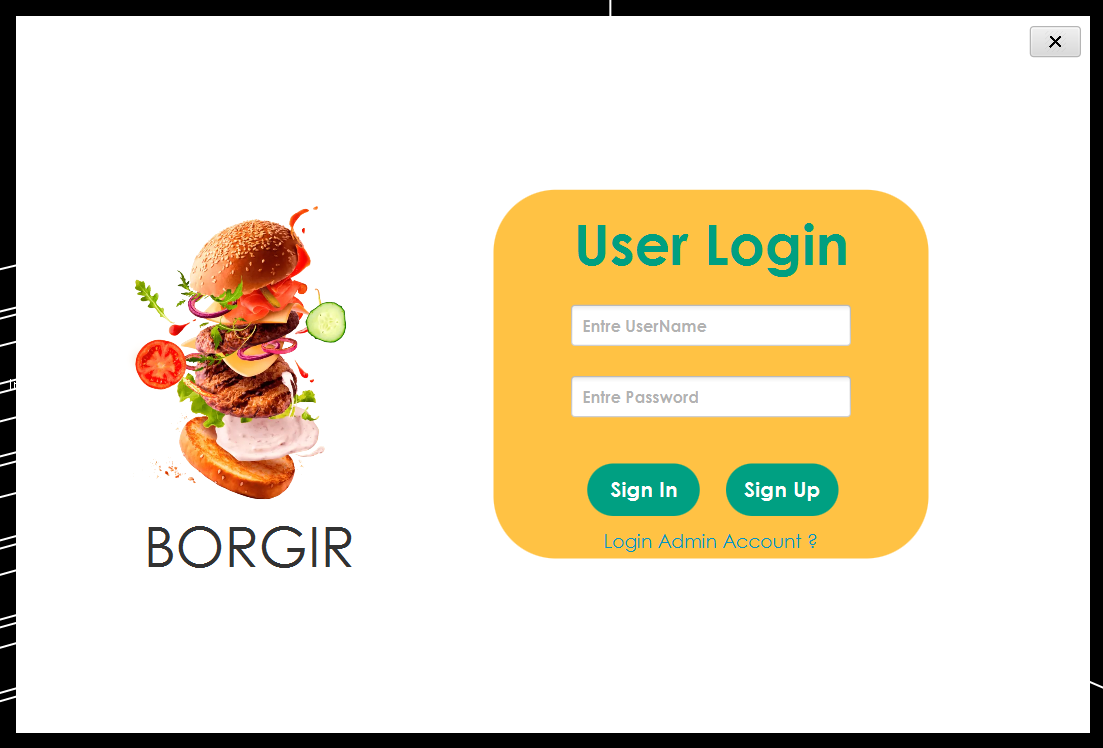 User Login
Entre UserName
Entre Password
Sign In
Sign Up
Login Admin Account ?
BORGIR